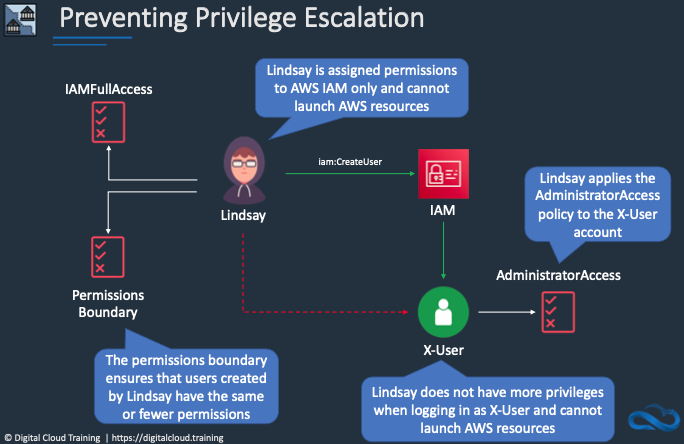 Preventing Privilege Escalation
Lindsay is assigned permissions
to AWS IAM only and cannot
launch AWS resources
IAMFullAccess
iam:CreateUser
Lindsay
IAM
Lindsay applies the
AdministratorAccess
policy to the X-User
account
Permissions
Boundary
AdministratorAccess
X-User
The permissions boundary
ensures that users created
by Lindsay have the same
or fewer permissions
Lindsay does not have more privileges
when logging in as X-User and cannot
launch AWS resources
© Digital Cloud Training | https://digitalcloud.training